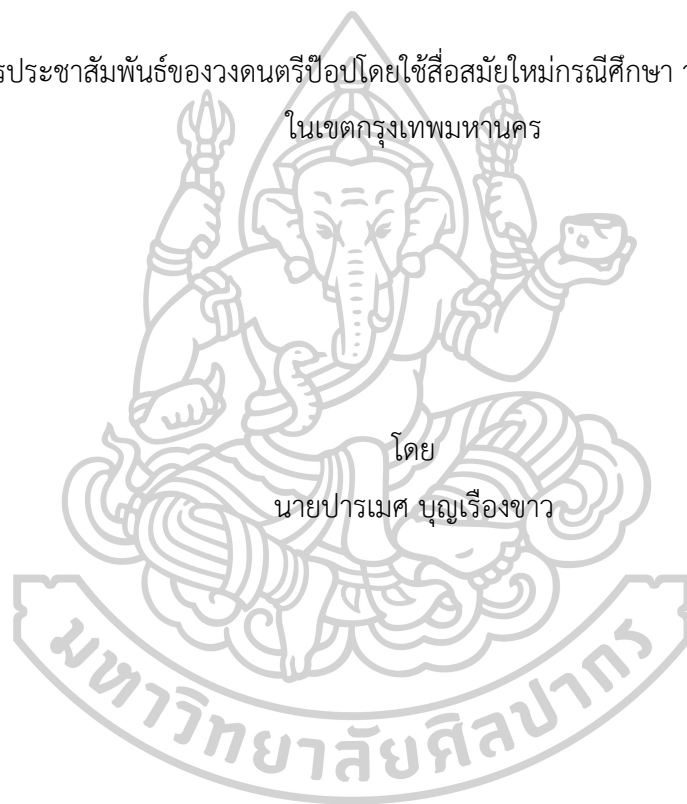 รประชาสัมพันธ์ของวงดนตรีป๊อปโดยใช้สื่อสมัยใหม่กรณีศึกษา
ในเขตกรุงเทพมหานคร
โดย
นายปารเมศ บุญเรืองขาว
มหาวิทยาลัยศิลปากร